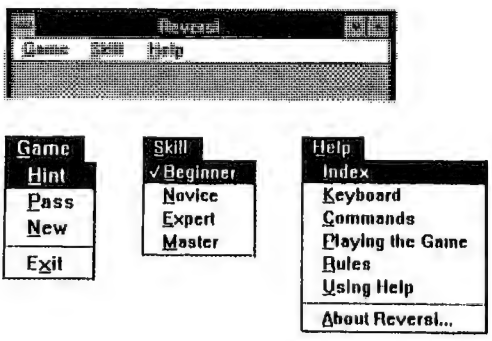 Reversi
Game Skill Help
Game
Hint
Pass
New
Exit
Skill
✓Beginner
Novice
Expert
Master
Help
Index
Keyboard
Commands
Playing the Game
Rules
Using Help
About Reversi...